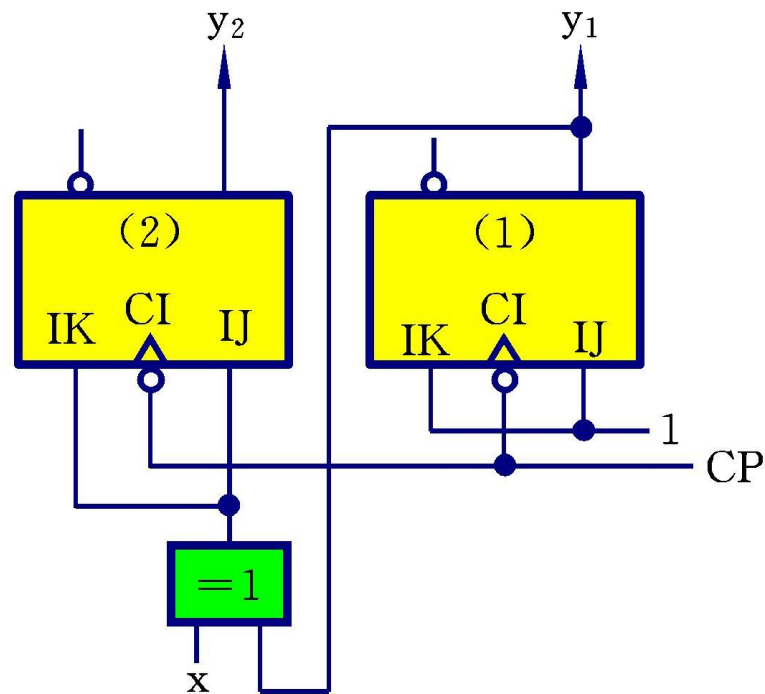 y₂ y₁
(2) (1)
IK CI IJ IK CI IJ
1
CP
=1
x